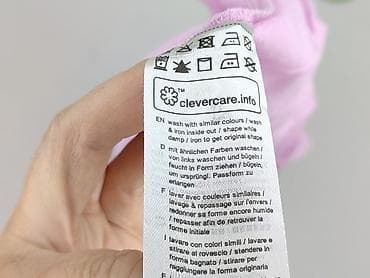 ™
clevercare.info
EN wash with similar colours / wash
& iron inside out / shape while
damp / iron to get original shape
D mit ähnlichen Farben waschen /
von links waschen und bügeln /
feucht in Form ziehen / bügeln,
um ursprüngl. Passform zu
erlangen
F laver avec couleurs similaires /
lavage & repassage sur l'envers /
redonner sa forme encore humide
/ repasser afin de retrouver la
forme initiale
I lavare con colori simili / lavare e
stirare al rovescio / stendere in
forma bagnato / stirare per
raggiungere la forma originaria